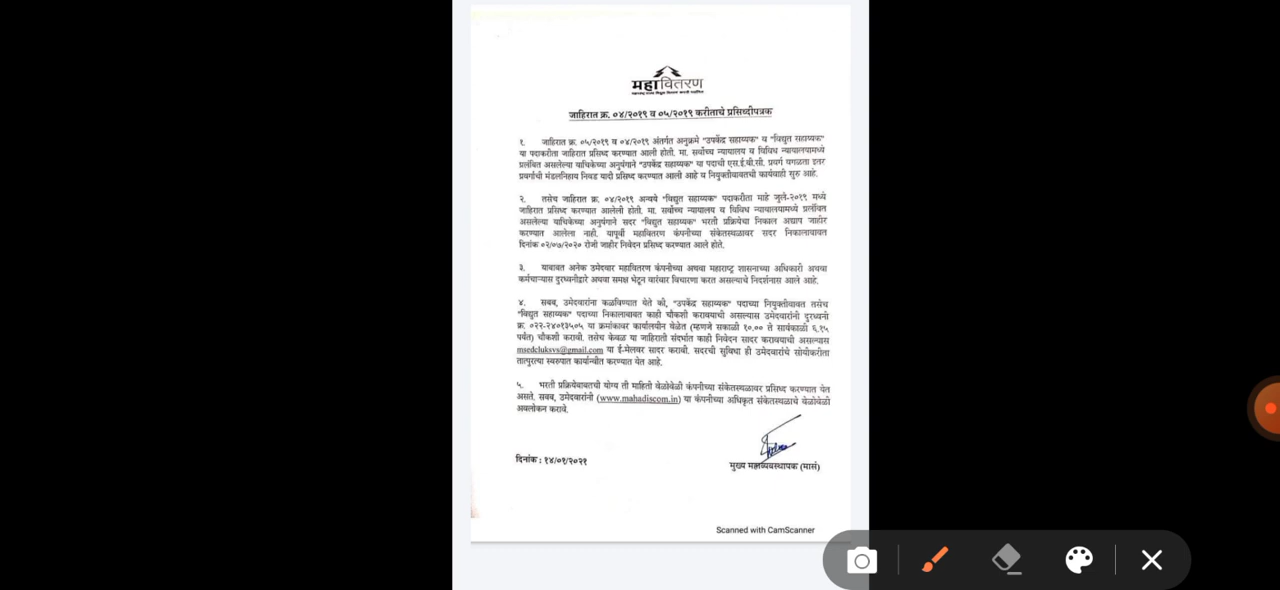 महावितरण
जाहिरात क्र. ०४/२०१९ व ०५/२०१९ करीताचे प्रसिध्दीपत्रक
१. जाहिरात क्र. ०५/२०१९ व ०४/२०१९ अंतर्गत अनुक्रमे "उपकेंद्र सहाय्यक" व "विद्युत सहाय्यक"
या पदाकरीता जाहिरात प्रसिध्द करण्यात आली होती. मा. सर्वोच्च न्यायालय व विविध न्यायालयामध्ये
प्रलंबित असलेल्या याचिकेच्या अनुषंगाने "उपकेंद्र सहाय्यक" या पदाची एस.ई.बी.सी. प्रवर्ग वगळता इतर
प्रवर्गाची मंडलनिहाय निवड यादी प्रसिध्द करण्यात आली आहे व नियुक्तीबाबतची कार्यवाही सुरु आहे.
२. तसेच जाहिरात क्र. ०४/२०१९ अन्वये "विद्युत सहाय्यक" पदाकरीता माहे जुलै-२०१९ मध्ये
जाहिरात प्रसिध्द करण्यात आलेली होती. मा. सर्वोच्च न्यायालय व विविध न्यायालयामध्ये प्रलंबित
असलेल्या याचिकेच्या अनुषंगाने सदर "विद्युत सहाय्यक" भरती प्रक्रियेचा निकाल अद्याप जाहीर
करण्यात आलेला नाही. यापूर्वी महावितरण कंपनीच्या संकेतस्थळावर सदर निकालाबाबत
दिनांक ०२/०७/२०२० रोजी जाहीर निवेदन प्रसिध्द करण्यात आले होते.
३. याबाबत अनेक उमेदवार महावितरण कंपनीच्या अथवा महाराष्ट्र शासनाच्या अधिकारी अथवा
कर्मचाऱ्यास दुरध्वनीद्वारे अथवा समक्ष भेटून वारंवार विचारणा करत असल्याचे निदर्शनास आले आहे.
४. सबब, उमेदवारांना कळविण्यात येते की, "उपकेंद्र सहाय्यक" पदाच्या नियुक्तीबाबत तसेच
"विद्युत सहाय्यक" पदाच्या निकालाबाबत काही चौकशी करावयाची असल्यास उमेदवारांनी दुरध्वनी
क्र. ०२२-२४०१३५०५ या क्रमांकावर कार्यालयीन वेळेत (म्हणजे सकाळी १०.०० ते सायंकाळी ६.१५
पर्यंत) चौकशी करावी. तसेच केवळ या जाहिराती संदर्भात काही निवेदन सादर करावयाची असल्यास
msedcluksvs@gmail.com या ई-मेलवर सादर करावी. सदरची सुविधा ही उमेदवारांचे सोयीकरीता
तात्पुरत्या स्वरुपात कार्यान्वीत करण्यात येत आहे.
५. भरती प्रक्रियेबाबतची योग्य ती माहिती वेळोवेळी कंपनीच्या संकेतस्थळावर प्रसिध्द करण्यात येत
असते. सबब, उमेदवारांनी (www.mahadiscom.in) या कंपनीच्या अधिकृत संकेतस्थळाचे वेळोवेळी
अवलोकन करावे.
दिनांक : १४/०१/२०२१
मुख्य महाव्यवस्थापक (मासं)
Scanned with CamScanner